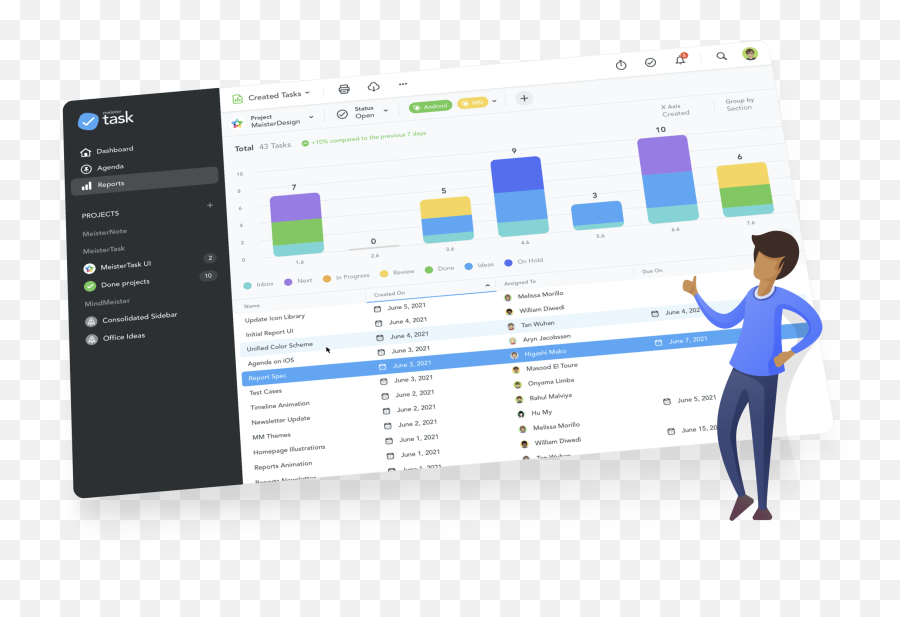 meister
task
Dashboard
Agenda
Reports
PROJECTS +
MeisterNote
MeisterTask
MeisterTask UI 2
Done projects 10
MindMeister
Consolidated Sidebar
Office Ideas
Created Tasks
Project
MeisterDesign
Status
Open
Android
+
Total 43 Tasks +10% compared to the previous 7 days
X Axis
Created
Group by
Section
10
8
6
4
2
0
7
0
5
9
3
10
6
1.6
2.6
3.6
4.6
5.6
6.6
7.6
Inbox Next In Progress Review Done Ideas On Hold
Name Created On Assigned To Due On
Update Icon Library June 5, 2021 Melissa Morillo
Initial Report UI June 4, 2021 William Diwedi
Unified Color Scheme June 4, 2021 Tan Wuhan June 4, 202
Agenda on iOS June 3, 2021 Aryn Jacobssen
Report Spec June 3, 2021 Higashi Mako June 7, 2021
Test Cases June 3, 2021 Masood El Toure
Timeline Animation June 2, 2021 Onyama Limba
Newsletter Update June 2, 2021 Rahul Malviya June 5, 2021
MM Themes June 2, 2021 Hu My
Homepage Illustrations June 1, 2021 Melissa Morillo June 15, 20
Reports Animation June 1, 2021 William Diwedi
Reports Newsletter June 1, 2021 Tan Wuhan